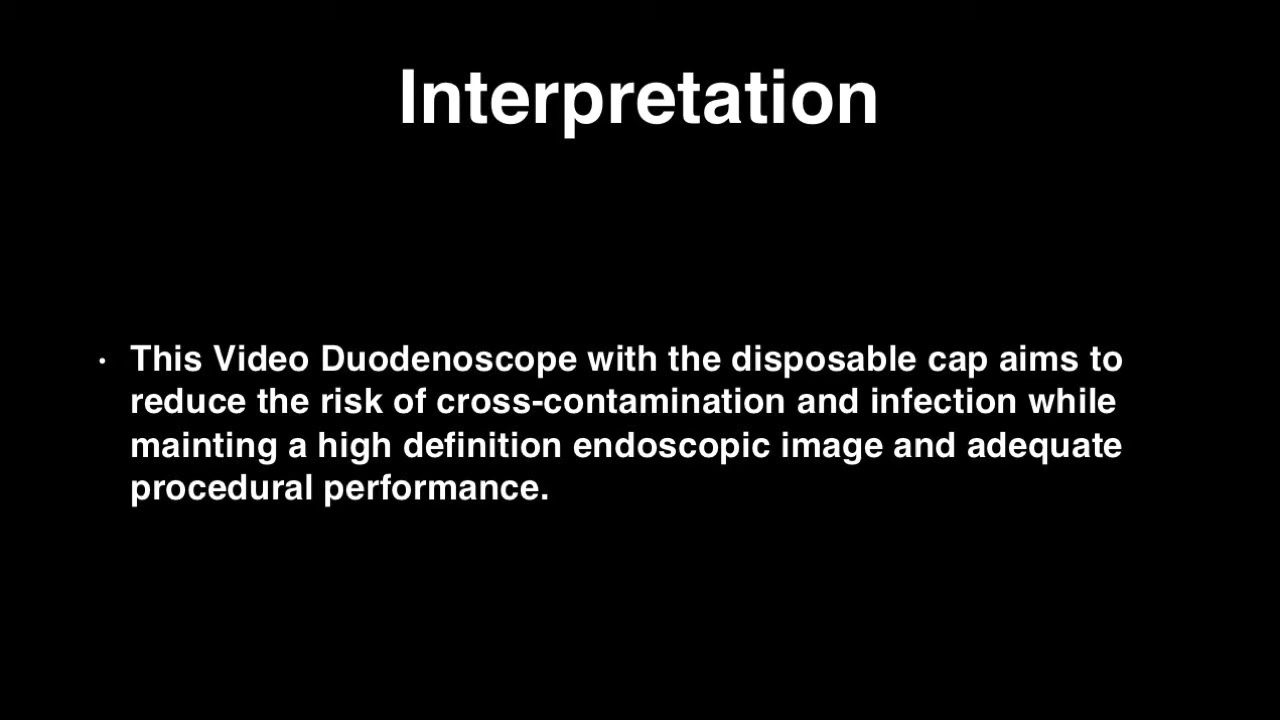 Interpretation
· This Video Duodenoscope with the disposable cap aims to
reduce the risk of cross-contamination and infection while
mainting a high definition endoscopic image and adequate
procedural performance.